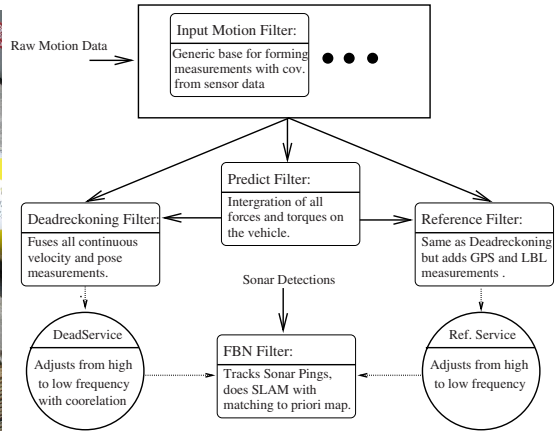 Raw Motion Data
Input Motion Filter:
Generic base for forming
measurements with cov.
from sensor data
Predict Filter:
Intergration of all
forces and torques on
the vehicle.
Deadreckoning Filter:
Fuses all continuous
velocity and pose
measurements.
Reference Filter:
Same as Deadreckoning
but adds GPS and LBL
measurements .
Sonar Detections
DeadService
Adjusts from high
to low frequency
with coorelation
FBN Filter:
Tracks Sonar Pings,
does SLAM with
matching to priori map.
Ref. Service
Adjusts from high
to low frequency